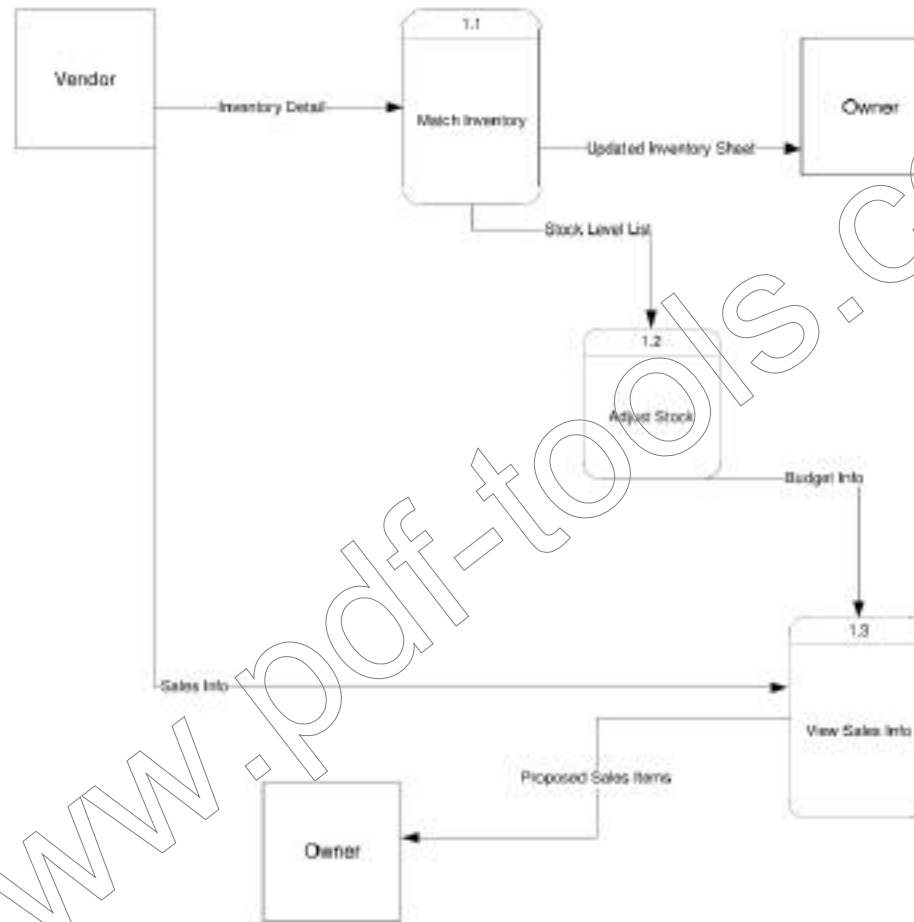 1.1
Vendor
Owner
Inventory Detail
Match Inventory
Updated Inventory Sheet
Stock Level List
1.2
Adjust Stock
Budget Info
1.3
Sales Info
View Sales Info
Proposed Sales Items
Owner
www.pdf-tools.c